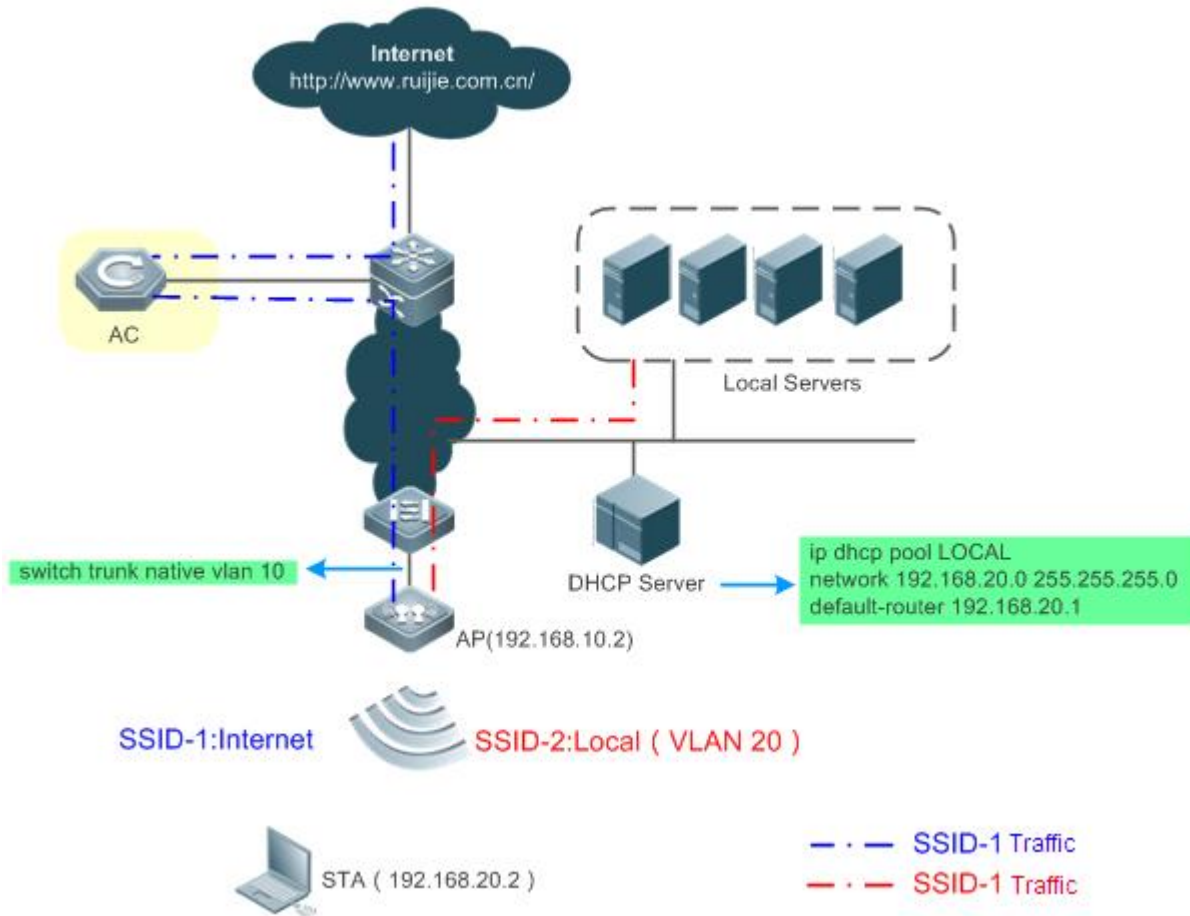 Internet
http://www.ruijie.com.cn/
AC
Local Servers
switch trunk native vlan 10
DHCP Server
ip dhcp pool LOCAL
network 192.168.20.0 255.255.255.0
default-router 192.168.20.1
AP(192.168.10.2)
SSID-1:Internet
SSID-2:Local ( VLAN 20 )
STA ( 192.168.20.2 )
SSID-1 Traffic
SSID-1 Traffic